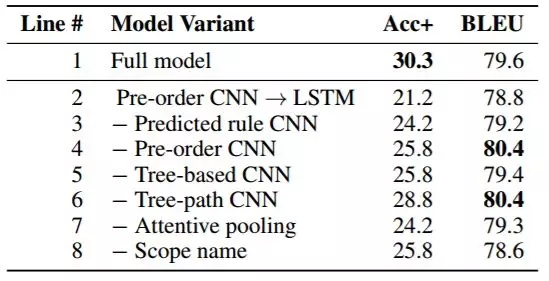 Line # Model Variant Acc+ BLEU
1 Full model 30.3 79.6
2 Pre-order CNN → LSTM 21.2 78.8
3 − Predicted rule CNN 24.2 79.2
4 − Pre-order CNN 25.8 80.4
5 − Tree-based CNN 25.8 79.4
6 − Tree-path CNN 28.8 80.4
7 − Attentive pooling 24.2 79.3
8 − Scope name 25.8 78.6